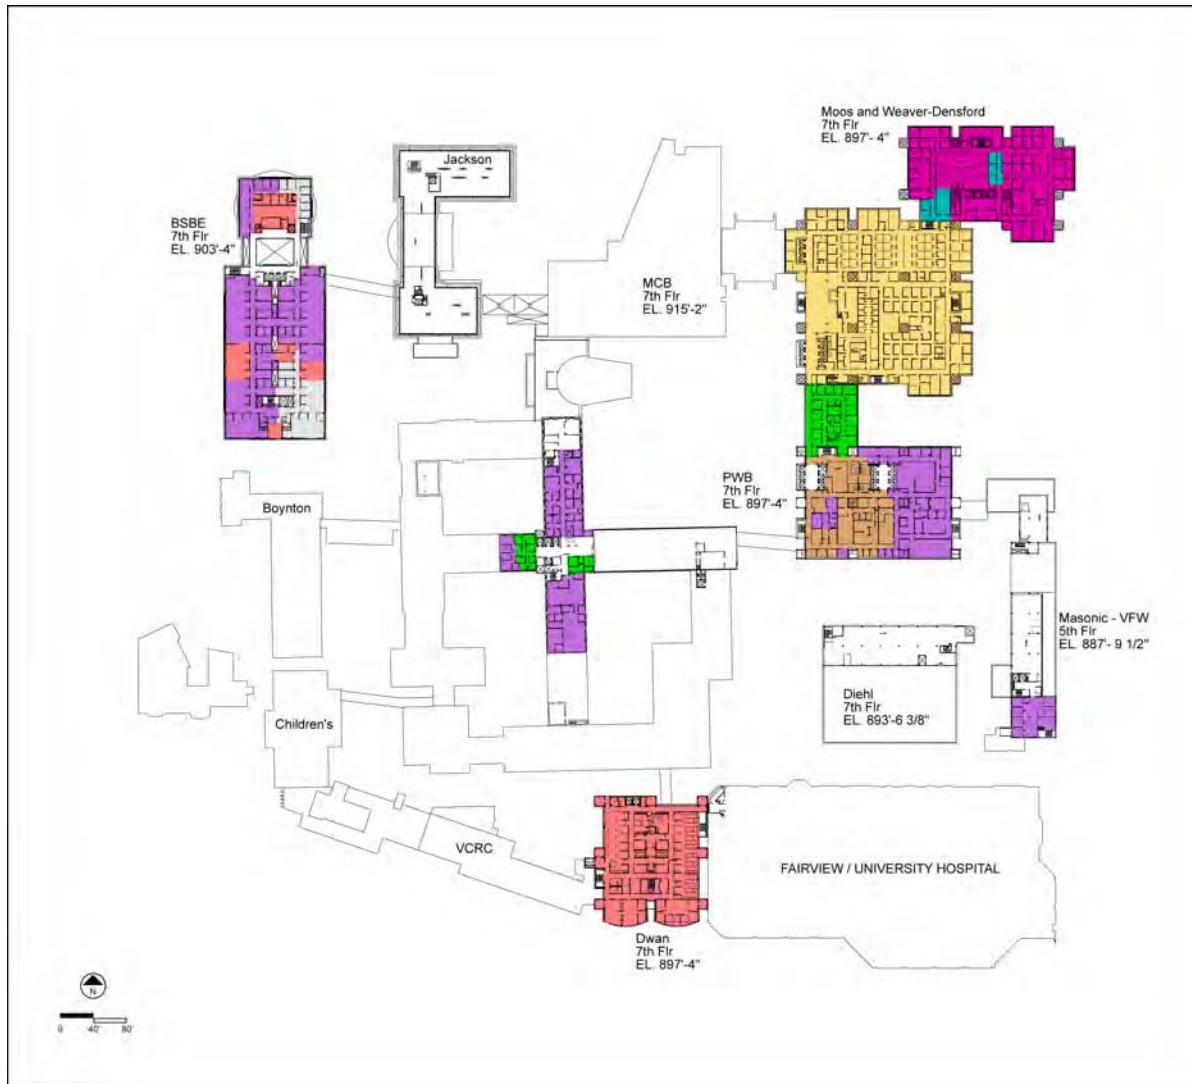 Moos and Weaver-Densford
7th Flr
EL. 897'- 4"
Jackson
BSBE
7th Flr
EL. 903'-4"
MCB
7th Flr
EL. 915'-2"
PWB
7th Flr
EL. 897'-4"
Boynton
Masonic - VFW
5th Flr
EL. 887'- 9 1/2"
Diehl
7th Flr
EL. 893'-6 3/8"
Children's
VCRC
FAIRVIEW / UNIVERSITY HOSPITAL
Dwan
7th Flr
EL. 897'-4"
N
0 40' 80'